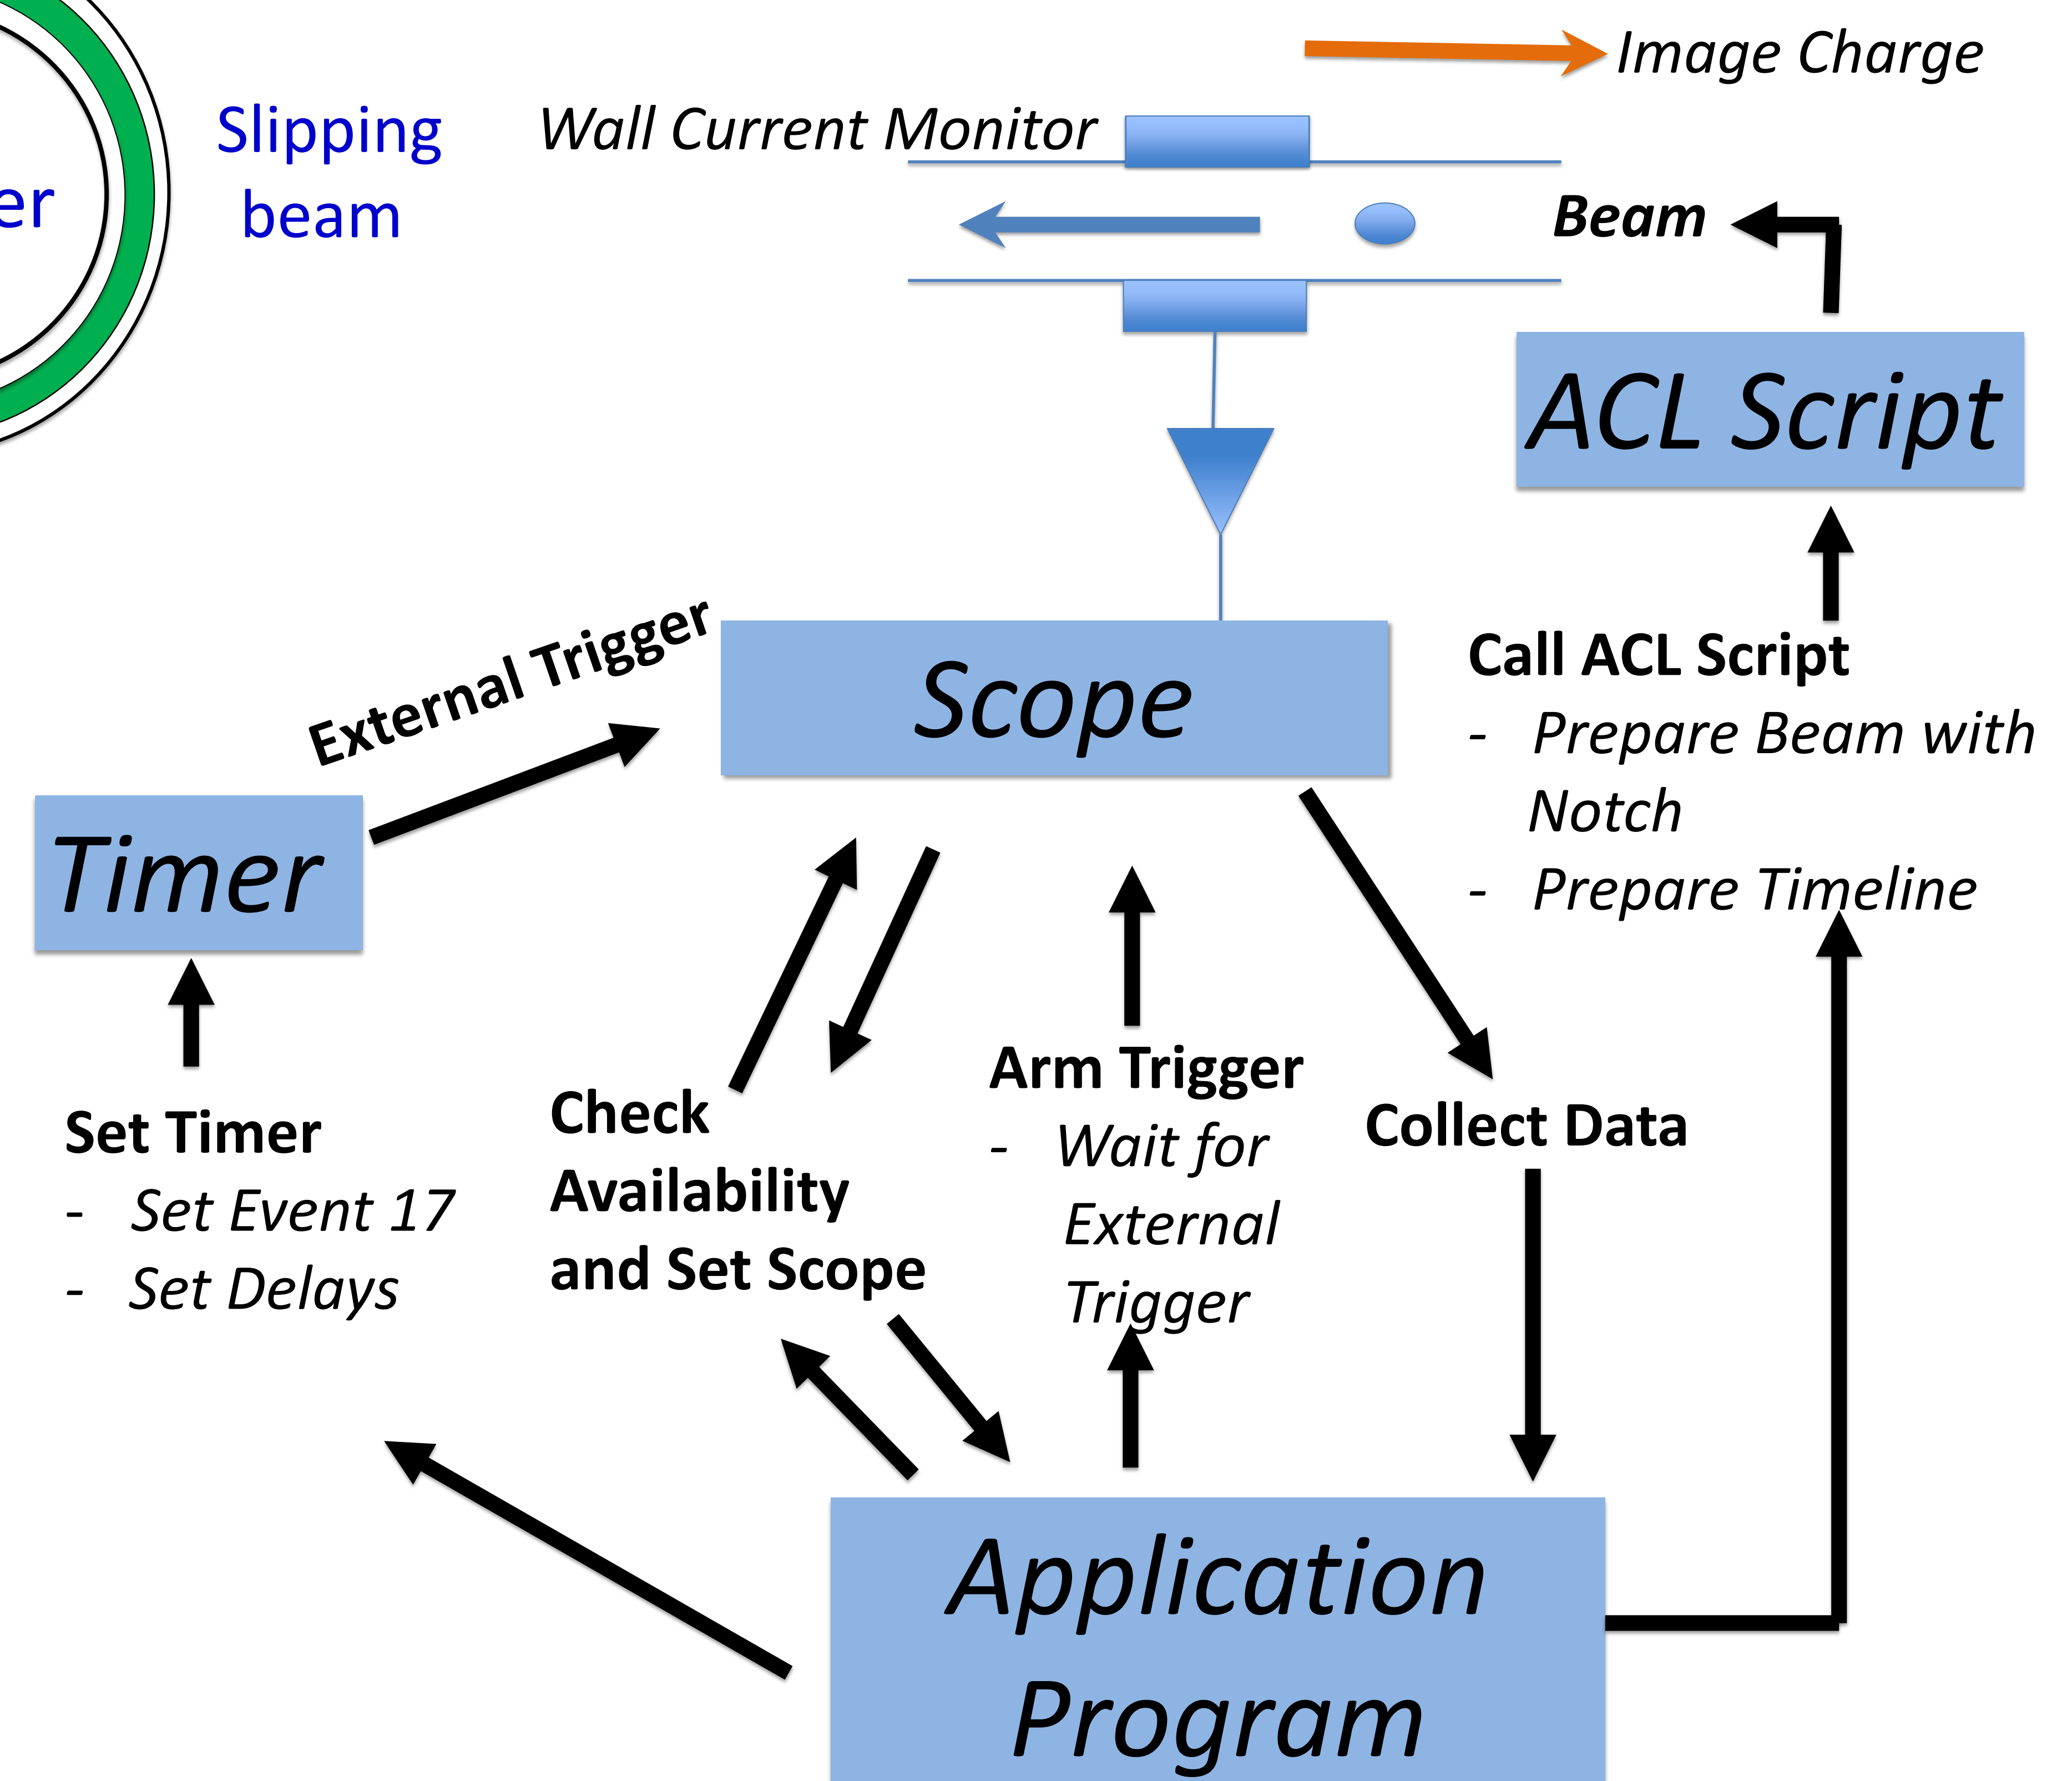 Image Charge
Wall Current Monitor
Slipping
beam
er
Beam
ACL Script
External Trigger
Scope
Call ACL Script
- Prepare Beam with
Notch
- Prepare Timeline
Timer
Set Timer
- Set Event 17
- Set Delays
Check
Availability
and Set Scope
Arm Trigger
- Wait for
External
Trigger
Collect Data
Application
Program